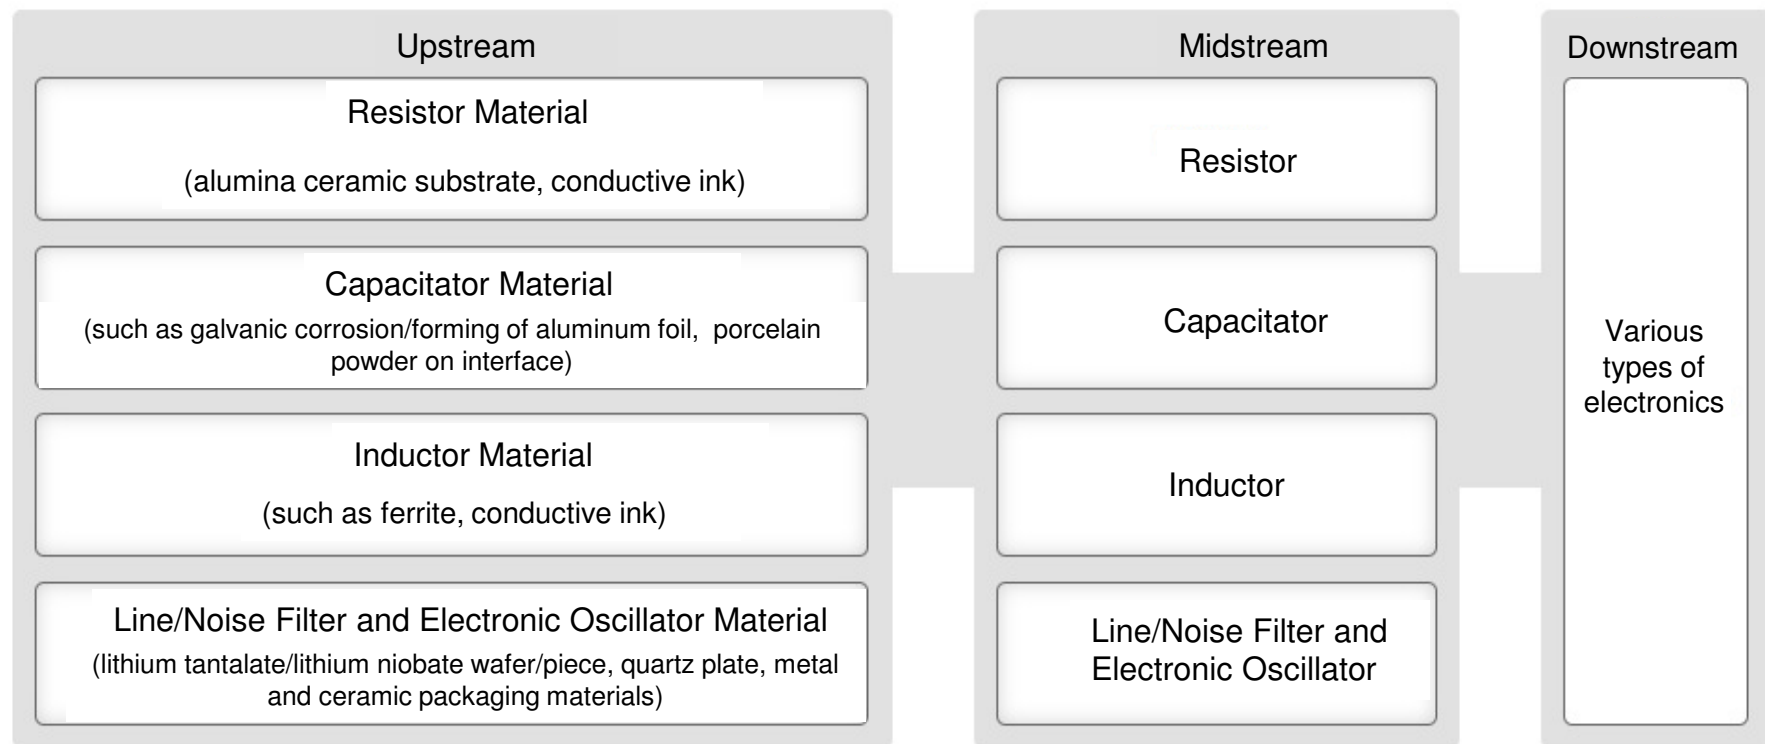 Upstream
Resistor Material
(alumina ceramic substrate, conductive ink)
Capacitator Material
(such as galvanic corrosion/forming of aluminum foil,  porcelain
powder on interface)
Inductor Material
(such as ferrite, conductive ink)
Line/Noise Filter and Electronic Oscillator Material
(lithium tantalate/lithium niobate wafer/piece, quartz plate, metal
and ceramic packaging materials)
Midstream
Resistor
Capacitator
Inductor
Line/Noise Filter and
Electronic Oscillator
Downstream
Various
types of
electronics